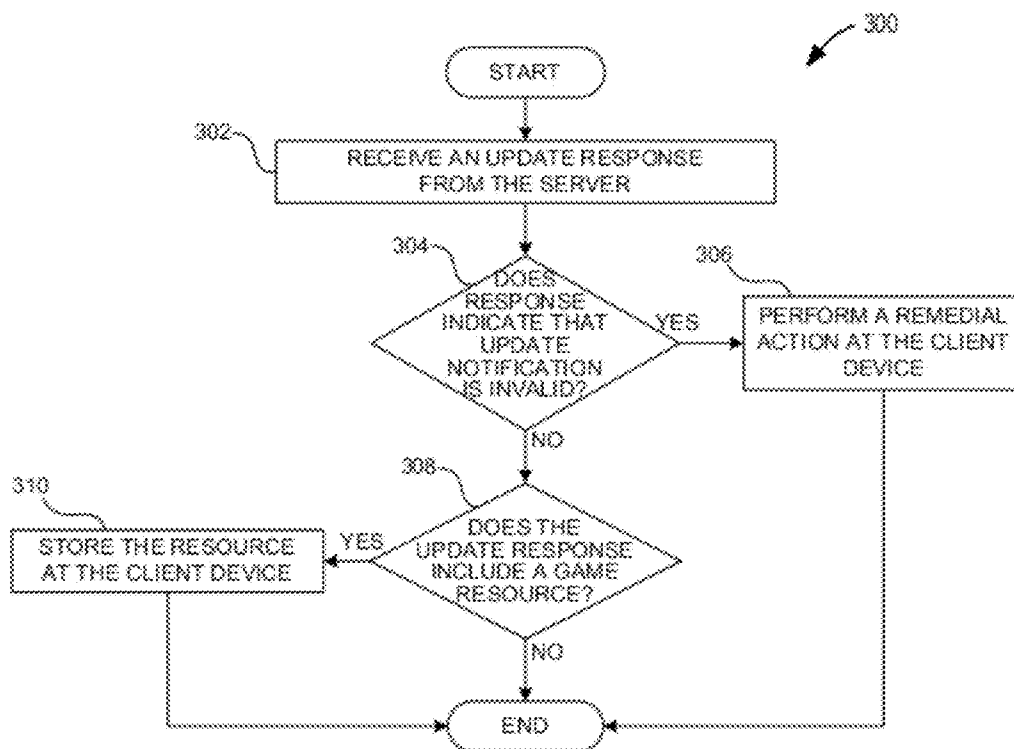 300
START
302
RECEIVE AN UPDATE RESPONSE
FROM THE SERVER
304
DOES
RESPONSE
INDICATE THAT
UPDATE
NOTIFICATION
IS INVALID?
YES
306
PERFORM A REMEDIAL
ACTION AT THE CLIENT
DEVICE
NO
308
310
DOES THE
UPDATE RESPONSE
INCLUDE A GAME
RESOURCE?
YES
STORE THE RESOURCE
AT THE CLIENT DEVICE
NO
END